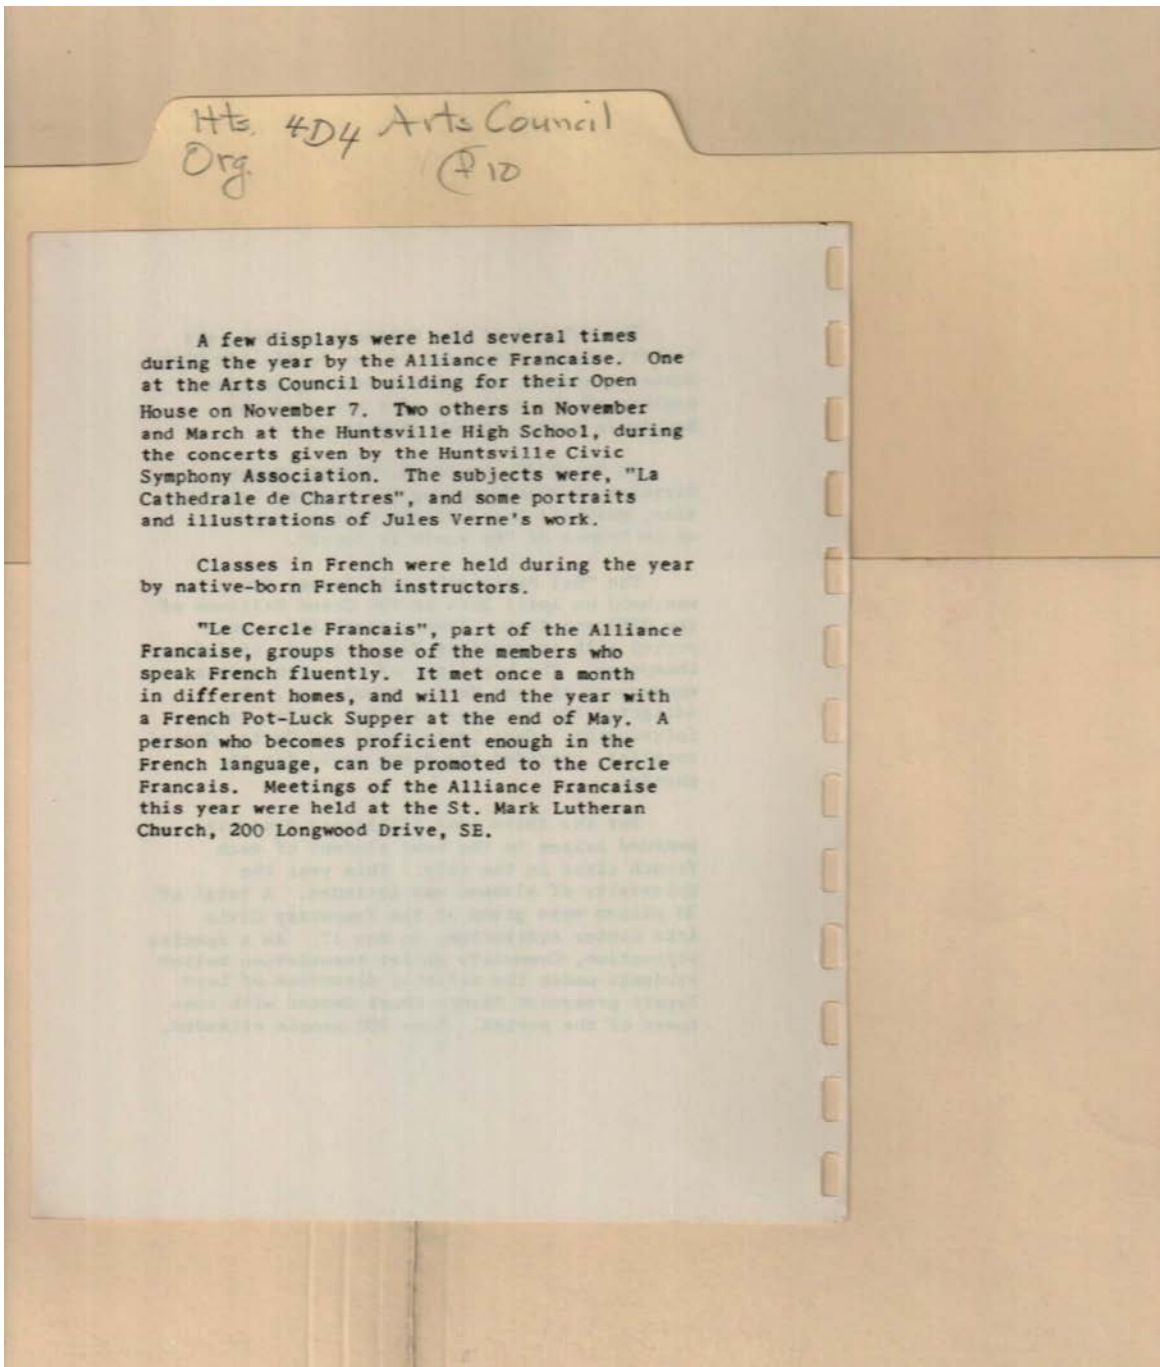 Hts. 4D4 Arts Council
Org. P 10
A few displays were held several times
during the year by the Alliance Francaise. One
at the Arts Council building for their Open
House on November 7. Two others in November
and March at the Huntsville High School, during
the concerts given by the Huntsville Civic
Symphony Association. The subjects were, "La
Cathedrale de Chartres", and some portraits
and illustrations of Jules Verne's work.
Classes in French were held during the year
by native-born French instructors.
"Le Cercle Francais", part of the Alliance
Francaise, groups those of the members who
speak French fluently. It met once a month
in different homes, and will end the year with
a French Pot-Luck Supper at the end of May. A
person who becomes proficient enough in the
French language, can be promoted to the Cercle
Francais. Meetings of the Alliance Francaise
this year were held at the St. Mark Lutheran
Church, 200 Longwood Drive, SE.